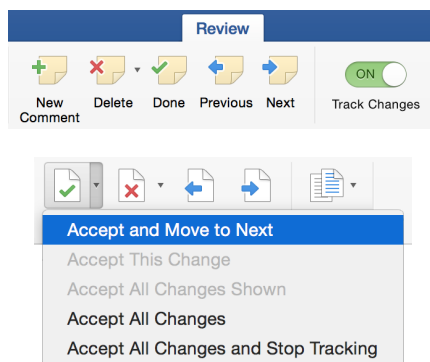 Review
New Comment
Delete
Done
Previous
Next
ON
Track Changes
Accept and Move to Next
Accept This Change
Accept All Changes Shown
Accept All Changes
Accept All Changes and Stop Tracking